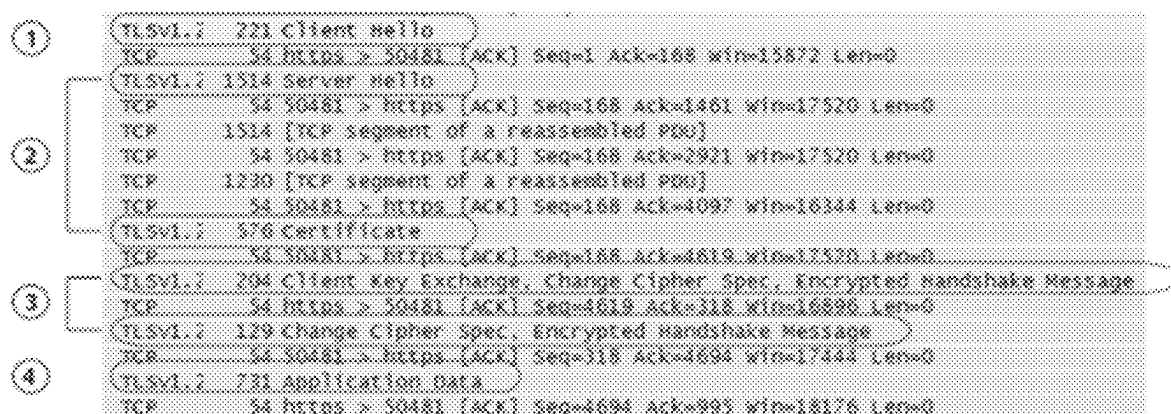 1
TLSv1.2 221 Client Hello
TCP 54 https > 50481 [ACK] Seq=1 Ack=168 Win=15872 Len=0
TLSv1.2 1514 Server Hello
TCP 54 50481 > https [ACK] Seq=168 Ack=1461 Win=17520 Len=0
TCP 1514 [TCP segment of a reassembled PDU]
2
TCP 54 50481 > https [ACK] Seq=168 Ack=2921 Win=17520 Len=0
TCP 1230 [TCP segment of a reassembled PDU]
TCP 54 50481 > https [ACK] Seq=168 Ack=4097 Win=16344 Len=0
TLSv1.2 576 Certificate
TCP 54 50481 > https [ACK] Seq=168 Ack=4619 Win=17520 Len=0
TLSv1.2 204 Client Key Exchange, Change Cipher Spec, Encrypted Handshake Message
3
TCP 54 https > 50481 [ACK] Seq=4619 Ack=318 Win=16896 Len=0
TLSv1.2 129 Change Cipher Spec, Encrypted Handshake Message
TCP 54 50481 > https [ACK] Seq=318 Ack=4694 Win=17444 Len=0
4
TLSv1.2 731 Application Data
TCP 54 https > 50481 [ACK] Seq=4694 Ack=995 Win=18176 Len=0